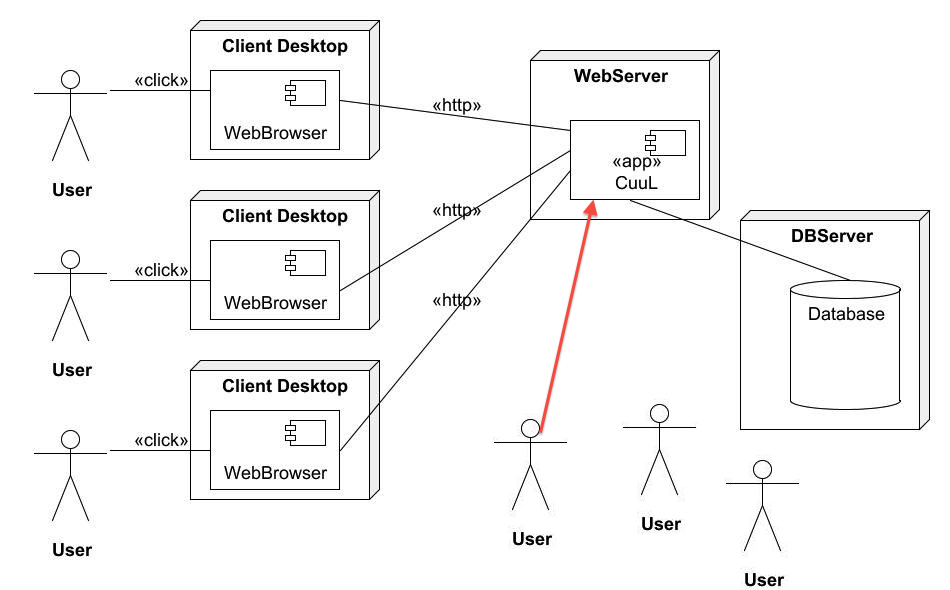 Client Desktop
«click»
WebBrowser
User
«http»
WebServer
«app»
CuuL
Client Desktop
«click»
WebBrowser
User
«http»
DBServer
Database
Client Desktop
«click»
WebBrowser
User
«http»
User
User
User